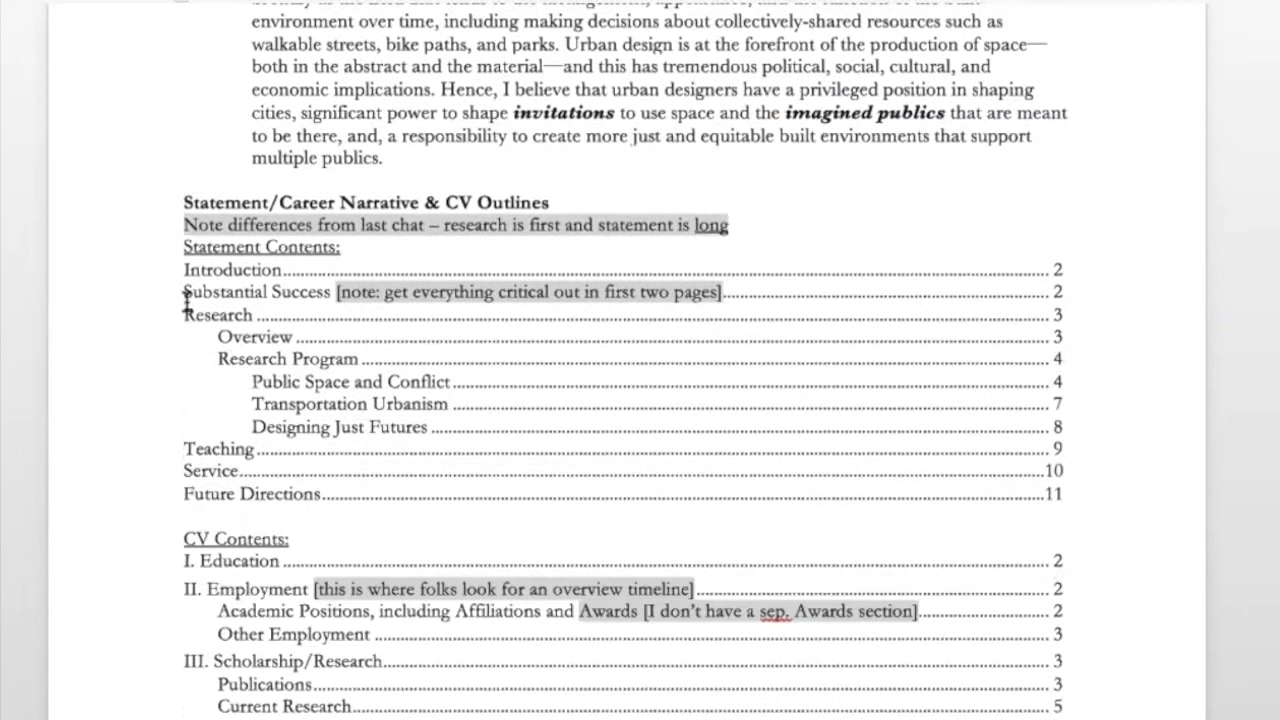 environment over time, including making decisions about collectively-shared resources such as
walkable streets, bike paths, and parks. Urban design is at the forefront of the production of space—
both in the abstract and the material—and this has tremendous political, social, cultural, and
economic implications. Hence, I believe that urban designers have a privileged position in shaping
cities, significant power to shape invitations to use space and the imagined publics that are meant
to be there, and, a responsibility to create more just and equitable built environments that support
multiple publics.
Statement/Career Narrative & CV Outlines
Note differences from last chat – research is first and statement is long
Statement Contents:
Introduction 2
Substantial Success [note: get everything critical out in first two pages] 2
Research 3
Overview 3
Research Program 4
Public Space and Conflict 4
Transportation Urbanism 7
Designing Just Futures 8
Teaching 9
Service 10
Future Directions 11
CV Contents:
I. Education 2
II. Employment [this is where folks look for an overview timeline] 2
Academic Positions, including Affiliations and Awards [I don't have a sep. Awards section] 2
Other Employment 3
III. Scholarship/Research 3
Publications 3
Current Research 5